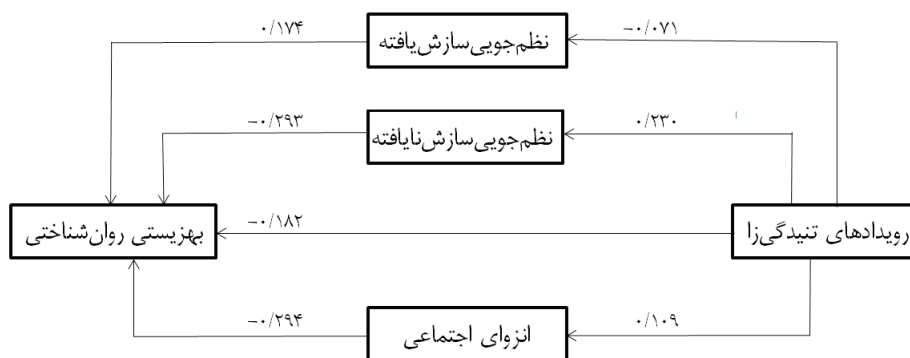 -۰/۰۷۱
نظم‌جویی‌سازش‌یافته
۰/۱۷۴
۰/۲۳۰
نظم‌جویی‌سازش‌نایافته
-۰/۲۹۳
رویدادهای تنیدگی‌زا
-۰/۱۸۲
بهزیستی روان‌شناختی
۰/۱۰۹
انزوای اجتماعی
-۰/۲۹۴